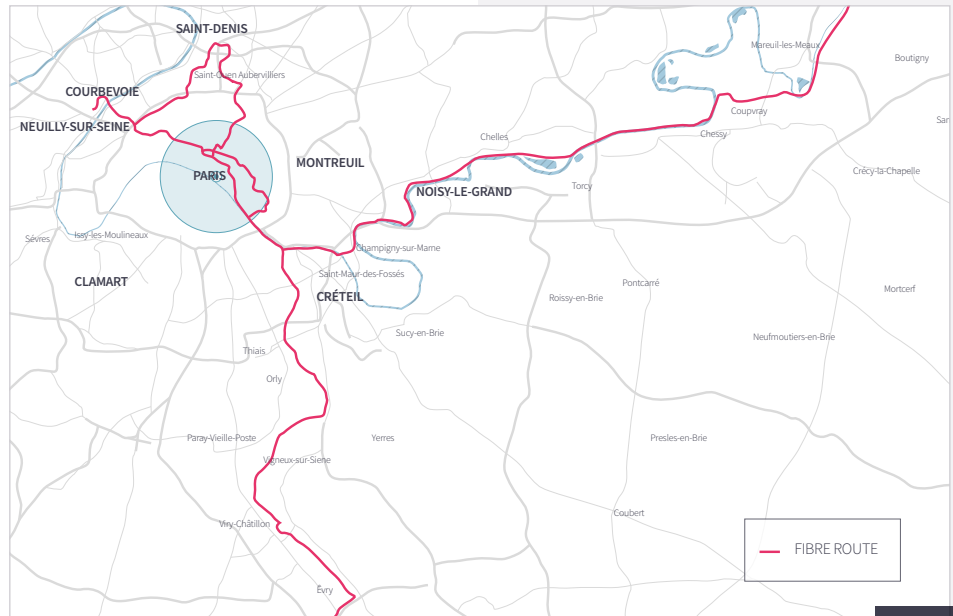 SAINT-DENIS
Mareuil-les-Meaux
Boutigny
Saint-Ouen Aubervilliers
COURBEVOIE
Coupvray
NEUILLY-SUR-SEINE
Chelles
Chessy
MONTREUIL
Crécy-la-Chapelle
PARIS
NOISY-LE-GRAND
Torcy
Sévres
Issy-les-Moulineaux
Champigny-sur-Marne
Saint-Maur-des-Fossés
CLAMART
Pontcarré
Mortcerf
CRÉTEIL
Roissy-en-Brie
Sucy-en-Brie
Neufmoutiers-en-Brie
Thiais
Orly
Paray-Vieille-Poste
Yerres
Presles-en-Brie
Vigneux-sur-Siene
Coubert
Viry-Châtillon
FIBRE ROUTE
Évry